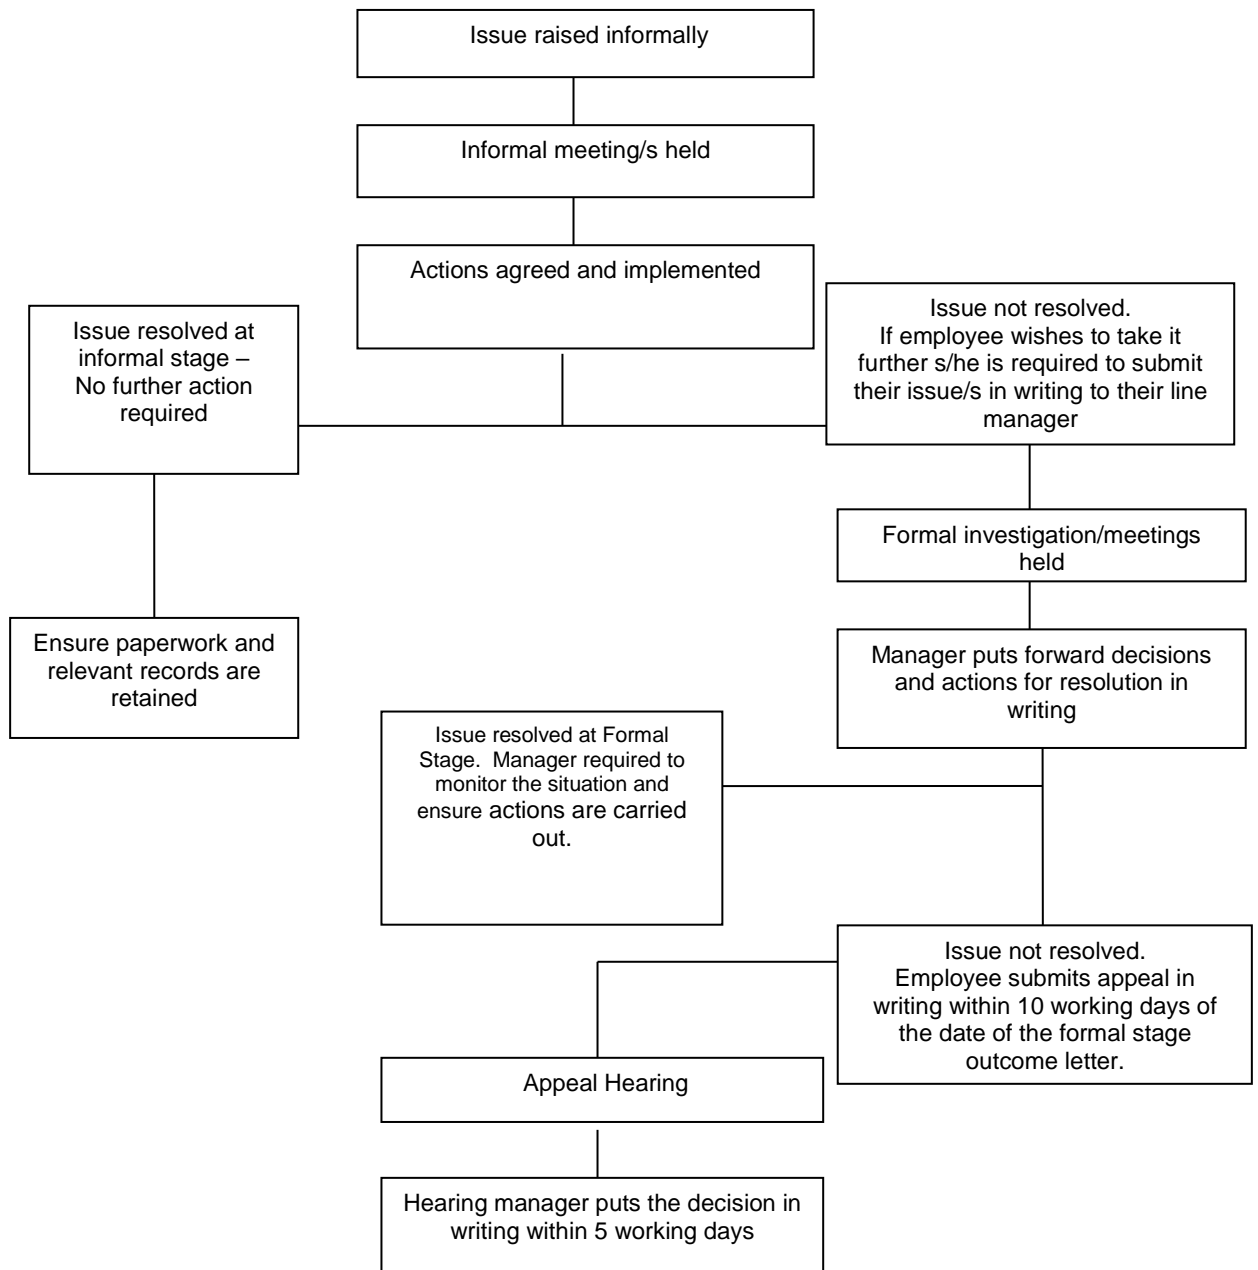 Issue raised informally
Informal meeting/s held
Actions agreed and implemented
Issue resolved at
informal stage –
No further action
required
Issue not resolved.
If employee wishes to take it
further s/he is required to submit
their issue/s in writing to their line
manager
Formal investigation/meetings
held
Ensure paperwork and
relevant records are
retained
Manager puts forward decisions
and actions for resolution in
writing
Issue resolved at Formal
Stage.  Manager required to
monitor the situation and
ensure actions are carried
out.
Issue not resolved.
Employee submits appeal in
writing within 10 working days of
the date of the formal stage
outcome letter.
Appeal Hearing
Hearing manager puts the decision in
writing within 5 working days